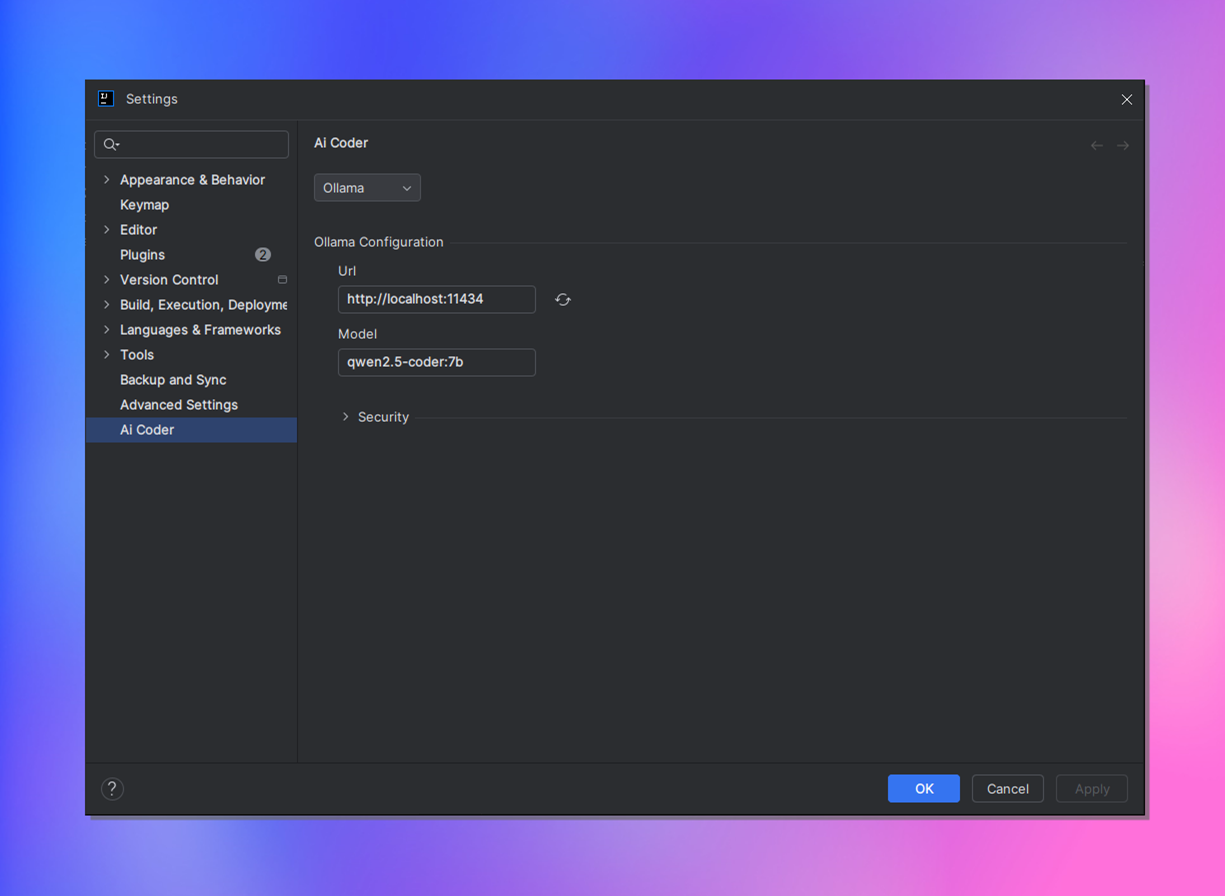 Settings
Appearance & Behavior
Keymap
Editor
Plugins 2
Version Control
Build, Execution, Deployme
Languages & Frameworks
Tools
Backup and Sync
Advanced Settings
Ai Coder
Ai Coder
Ollama
Ollama Configuration
Url
http://localhost:11434
Model
qwen2.5-coder:7b
Security
?
OK Cancel Apply